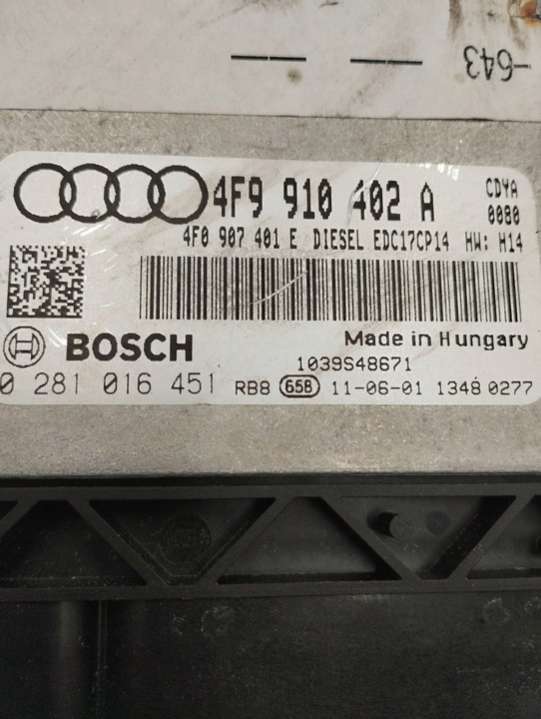 -643
4F9 910 402 A CDYA
0080
4F0 907 401 E DIESEL EDC17CP14 HW: H14
BOSCH
Made in Hungary
1039S48671
0 281 016 451 RB8 658 11-06-01 1348 0277